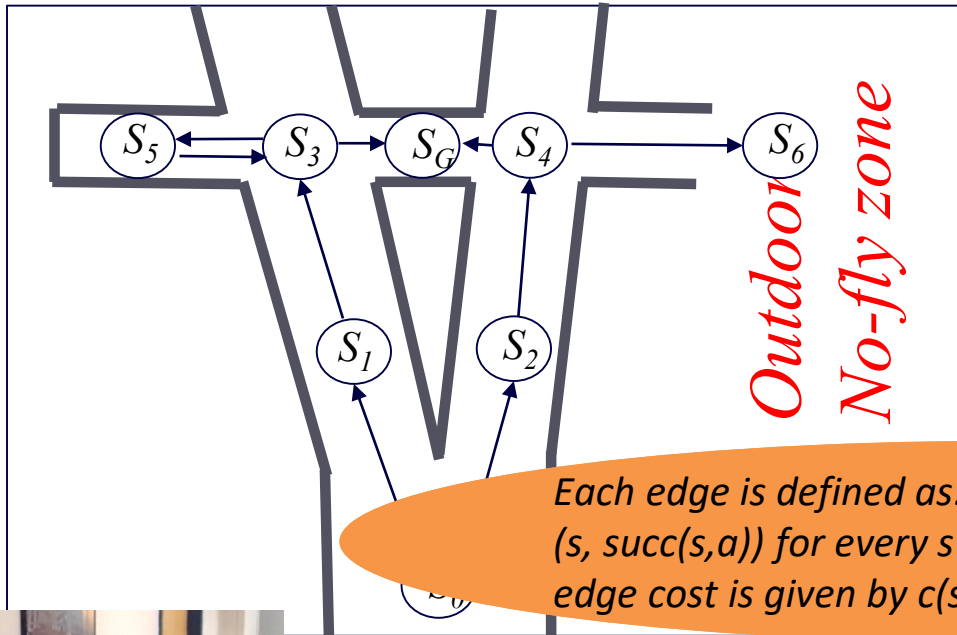 S5 S3 SG S4 S6
Outdoor
No-fly zone
S1 S2
Each edge is defined as
(s, succ(s,a)) for every s
edge cost is given by c(s